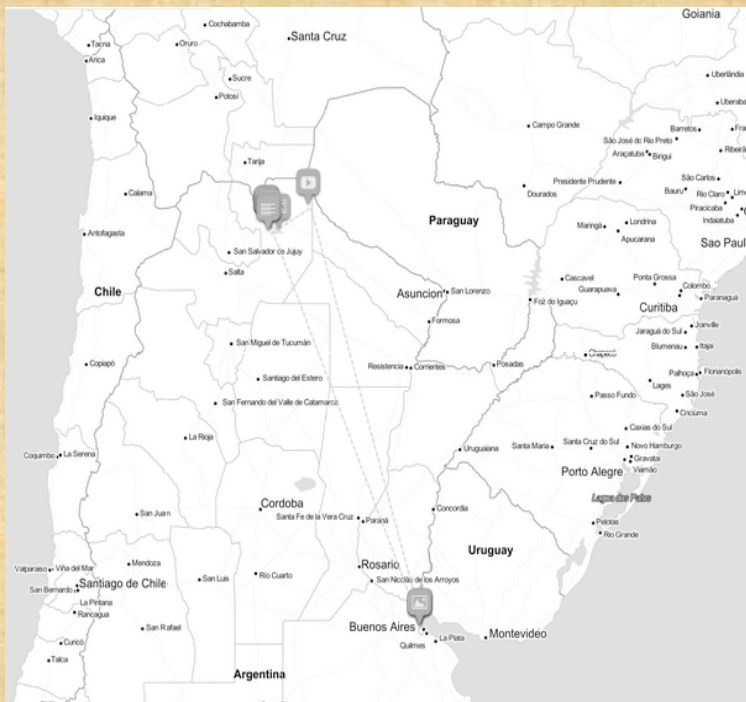 Goiania
Cochabamba
Tacna
Oruro
Santa Cruz
Arica
Uberlândia
Sucre
Potosí
Uberaba
Iquique
Campo Grande
Barretos
São José do Rio Preto
Araçatuba
Birigui
Tarija
Presidente Prudente
São Carlos
Calama
Dourados
Bauru
Rio Claro
Piracicaba
Indaiatuba
Paraguay
Maringá
Londrina
Antofagasta
Apucarana
Sao Paul
San Salvador de Jujuy
Salta
Cascavel
Ponta Grossa
Chile
Asuncion
San Lorenzo
Guarapuava
Colombo
Foz do Iguaçu
Curitiba
Paranaguá
Formosa
Jaraguá do Sul
Joinville
San Miguel de Tucumán
Blumenau
Itajaí
Chapecó
Copiapó
Resistencia
Corrientes
Posadas
Palhoça
Florianópolis
Santiago del Estero
Lages
São José
San Fernando del Valle de Catamarca
Passo Fundo
Criciúma
La Rioja
Caxias do Sul
Coquimbo
La Serena
Uruguaiana
Santa Maria
Santa Cruz do Sul
Novo Hamburgo
Gravataí
Viamão
Porto Alegre
Lagoa dos Patos
Cordoba
San Juan
Santa Fe de la Vera Cruz
Paraná
Concordia
Pelotas
Rio Grande
Uruguay
Mendoza
Rosario
Valparaiso
Viña del Mar
San Luis
Río Cuarto
San Nicolás de los Arroyos
San Bernardo
Santiago de Chile
La Pintana
Rancagua
San Rafael
Buenos Aires
La Plata
Montevideo
Curicó
Quilmes
Talca
Argentina